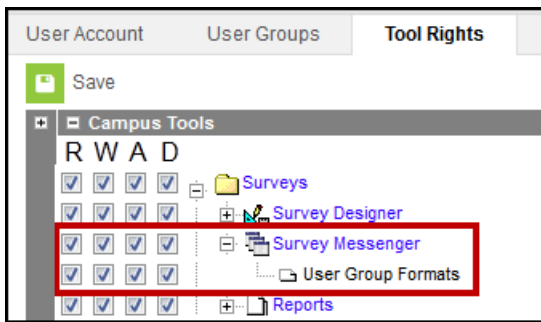 User Account User Groups Tool Rights
Save
Campus Tools
R W A D
Surveys
Survey Designer
Survey Messenger
User Group Formats
Reports